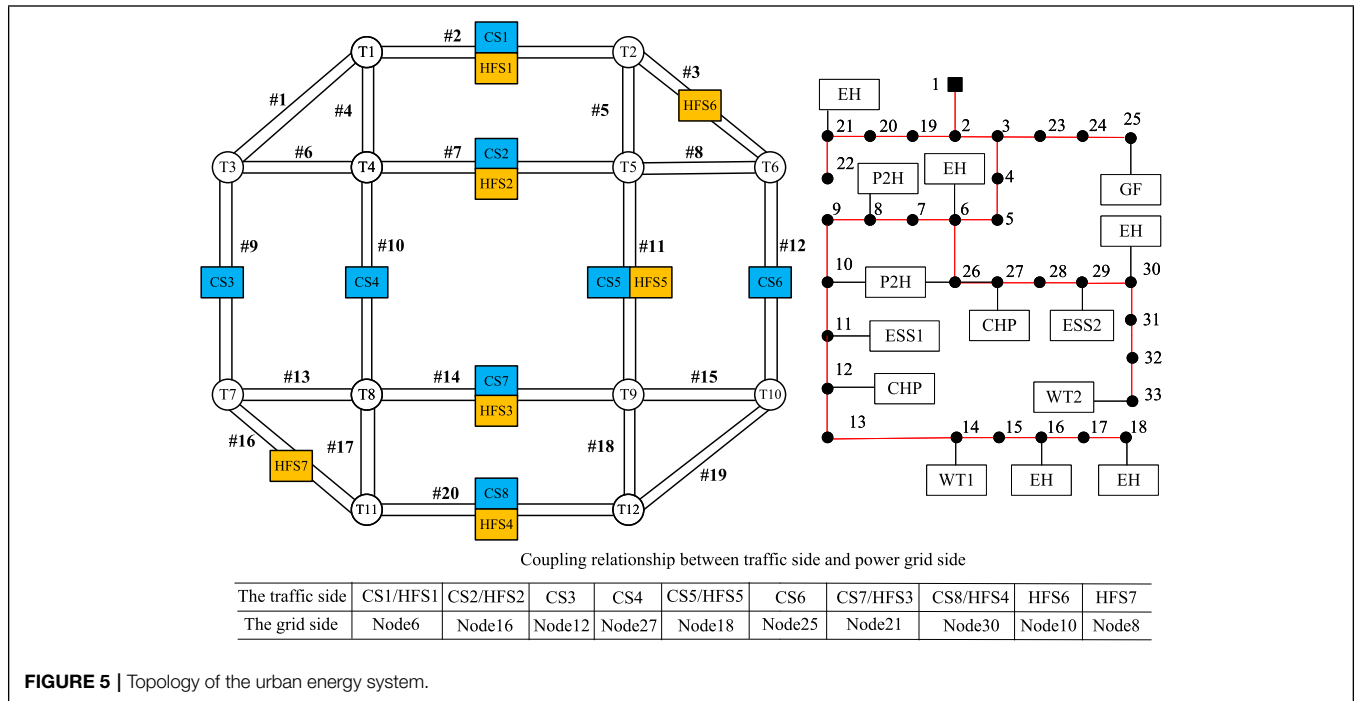 #2 CS1
T1 T2
HFS1 #3
#1 #4 #5 HFS6
#6 #7 CS2 #8
T3 T4 T5 T6
HFS2
#9 #10 #11 #12
CS3 CS4 CS5 HFS5 CS6
#13 #14 CS7 #15
T7 T8 T9 T10
HFS3
#16 #17 #18 #19
HFS7
#20 CS8
T11 T12
HFS4
1
EH
21 20 19 2 3 23 24 25
22 P2H EH 4 GF
9 8 7 6 5
EH
10 P2H 26 27 28 29 30
CHP ESS2
11 ESS1 31
12 CHP 32
WT2 33
13 14 15 16 17 18
WT1 EH EH
Coupling relationship between traffic side and power grid side
The traffic side CS1/HFS1 CS2/HFS2 CS3 CS4 CS5/HFS5 CS6 CS7/HFS3 CS8/HFS4 HFS6 HFS7
The grid side Node6 Node16 Node12 Node27 Node18 Node25 Node21 Node30 Node10 Node8
FIGURE 5 | Topology of the urban energy system.